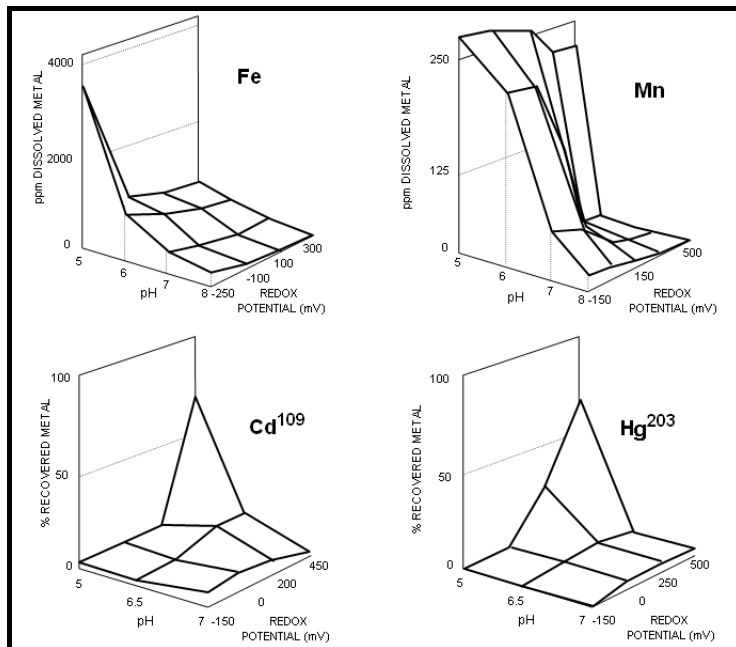 Fe
ppm DISSOLVED METAL
4000
2000
0
5
6
7
8
pH
-250
-100
100
300
REDOX
POTENTIAL (mV)
Mn
ppm DISSOLVED METAL
250
125
0
5
6
7
8
pH
-150
150
500
REDOX
POTENTIAL (mV)
Cd109
% RECOVERED METAL
100
50
0
5
6.5
7
pH
-150
0
200
450
REDOX
POTENTIAL (mV)
Hg203
% RECOVERED METAL
100
50
0
5
6.5
7
pH
-150
0
250
500
REDOX
POTENTIAL (mV)